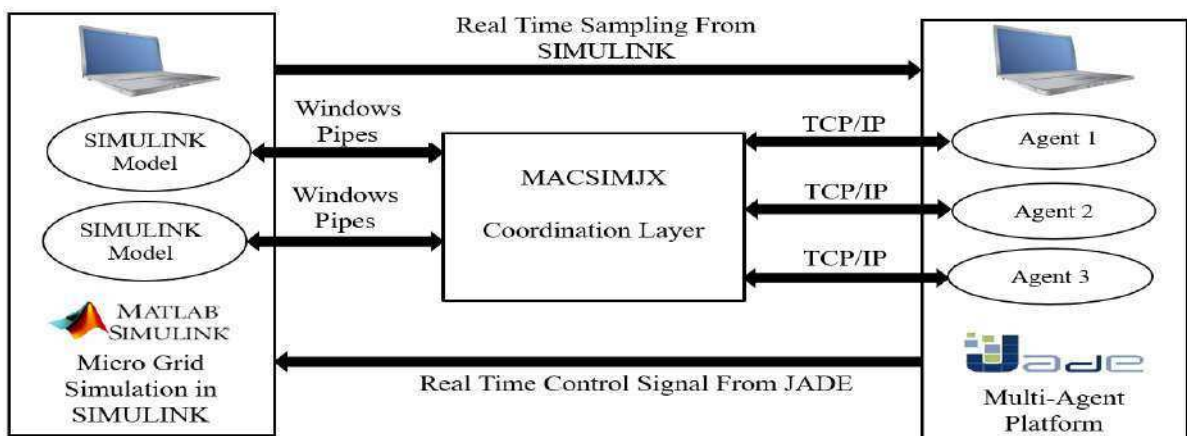 Real Time Sampling From
SIMULINK
SIMULINK
Model
Windows
Pipes
SIMULINK
Model
Windows
Pipes
MATLAB
SIMULINK
Micro Grid
Simulation in
SIMULINK
MACSIMJX
Coordination Layer
TCP/IP
Agent 1
TCP/IP
Agent 2
TCP/IP
Agent 3
Jade
Multi-Agent
Platform
Real Time Control Signal From JADE